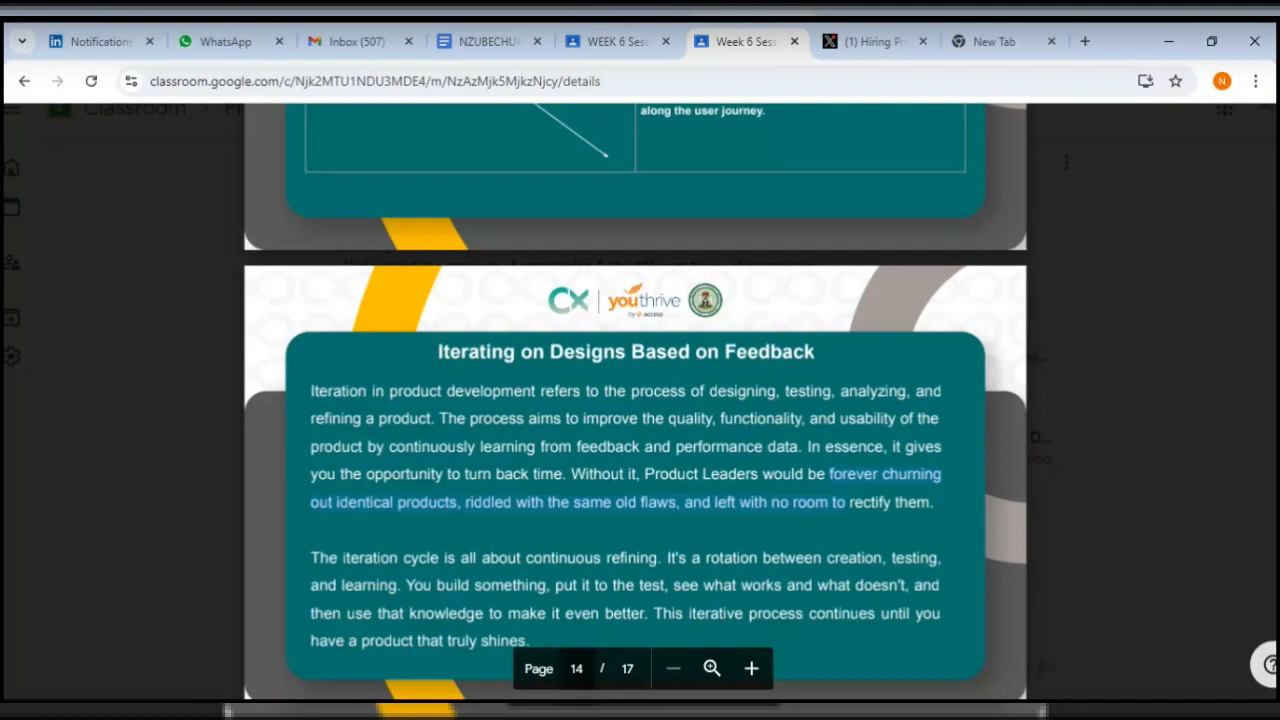 Notifications
WhatsApp
Inbox (507)
NZUBECHUK
WEEK 6 Sess
Week 6 Sess
(1) Hiring Pr
New Tab
classroom.google.com/c/Njk2MTU1NDU3MDE4/m/NzAzMjk5MjkzNjcy/details
N
Classroom
along the user journey.
CX
youthrive
by access
Iterating on Designs Based on Feedback
Iteration in product development refers to the process of designing, testing, analyzing, and
refining a product. The process aims to improve the quality, functionality, and usability of the
product by continuously learning from feedback and performance data. In essence, it gives
you the opportunity to turn back time. Without it, Product Leaders would be forever churning
out identical products, riddled with the same old flaws, and left with no room to rectify them.
The iteration cycle is all about continuous refining. It's a rotation between creation, testing,
and learning. You build something, put it to the test, see what works and what doesn't, and
then use that knowledge to make it even better. This iterative process continues until you
have a product that truly shines.
Page 14 / 17